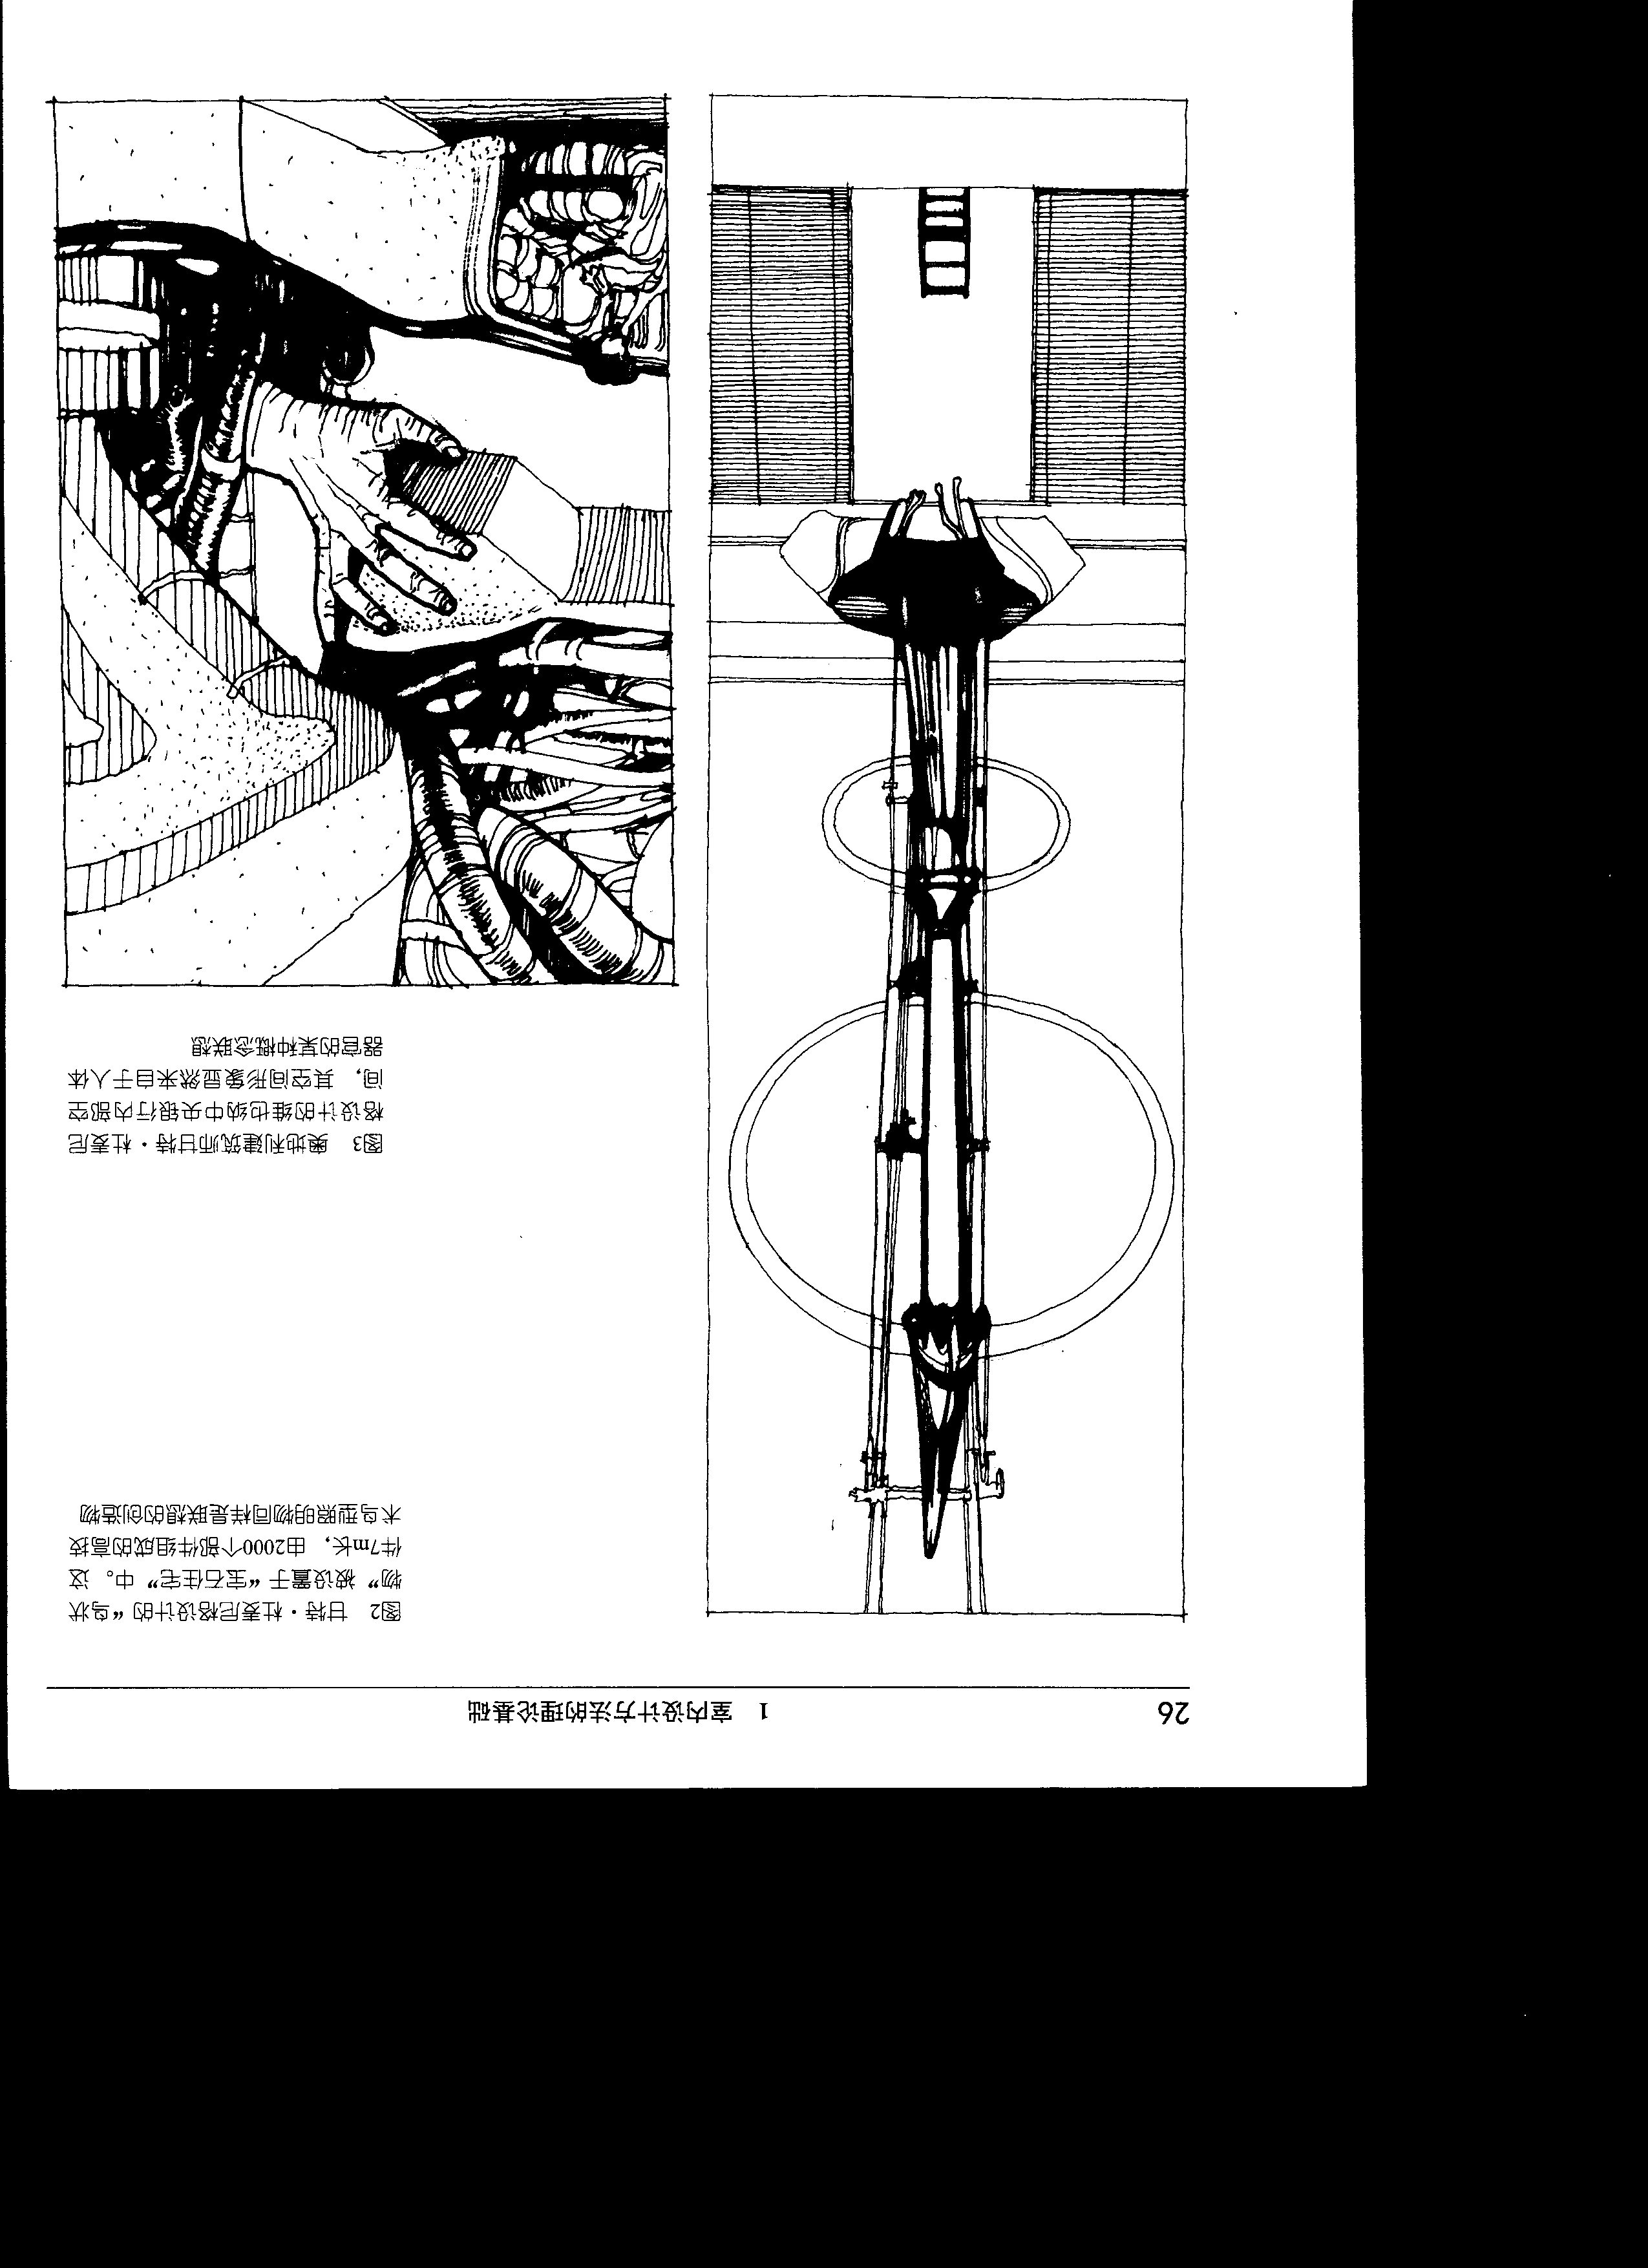 26
1 室内设计方法的理论基础
图2 甘特·杜麦尼格设计的“鸟状
物”被设置于“宝石住宅”中。这
件7m长，由2000个部件组成的高技
术鸟型照明物同样是联想的创造物
图3 奥地利建筑师甘特·杜麦尼
格设计的维也纳中央银行内部空
间，其空间形象显然来自于人体
器官的某种概念联想